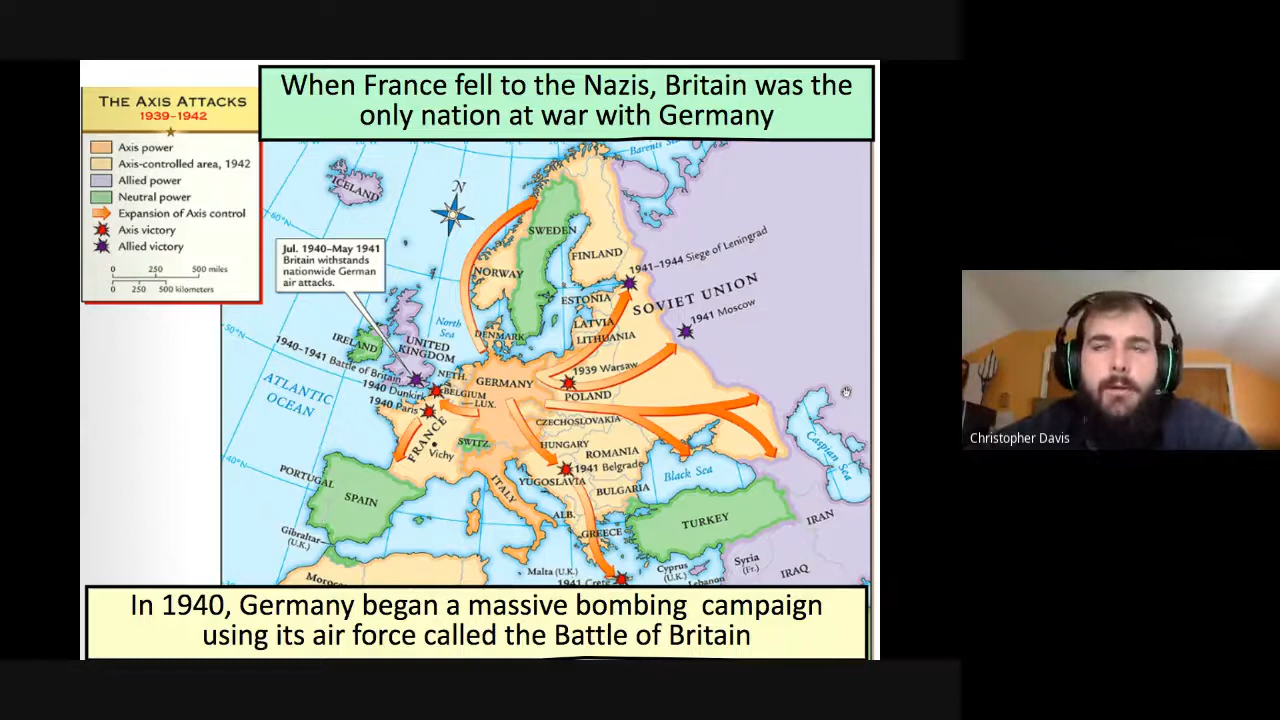 When France fell to the Nazis, Britain was the
only nation at war with Germany
THE AXIS ATTACKS
1939–1942
Axis power
Axis-controlled area, 1942
Allied power
Neutral power
Expansion of Axis control
Axis victory
Allied victory
0 250 500 miles
0 250 500 kilometers
Barents
ICELAND
N
60°N
SWEDEN
FINLAND
1941–1944 Siege of Leningrad
Jul. 1940–May 1941
Britain withstands
nationwide German
air attacks.
NORWAY
SOVIET UNION
ESTONIA
1941 Moscow
50°N
North
Sea
LATVIA
DENMARK
LITHUANIA
IRELAND
UNITED
KINGDOM
1940–1941 Battle of Britain
NETH.
1939 Warsaw
GERMANY
1940 Dunkirk
BELGIUM
POLAND
ATLANTIC
OCEAN
1940 Paris
LUX.
CZECHOSLOVAKIA
FRANCE
SWITZ.
HUNGARY
Vichy
ROMANIA
Caspian
Sea
40°N
1941 Belgrade
Black Sea
PORTUGAL
SPAIN
ITALY
YUGOSLAVIA
BULGARIA
ALB.
TURKEY
IRAN
Gibraltar
(U.K.)
GREECE
Malta (U.K.)
Cyprus
(U.K.)
Syria
(Fr.)
IRAQ
1941 Crete
Lebanon
Christopher Davis
In 1940, Germany began a massive bombing campaign
using its air force called the Battle of Britain